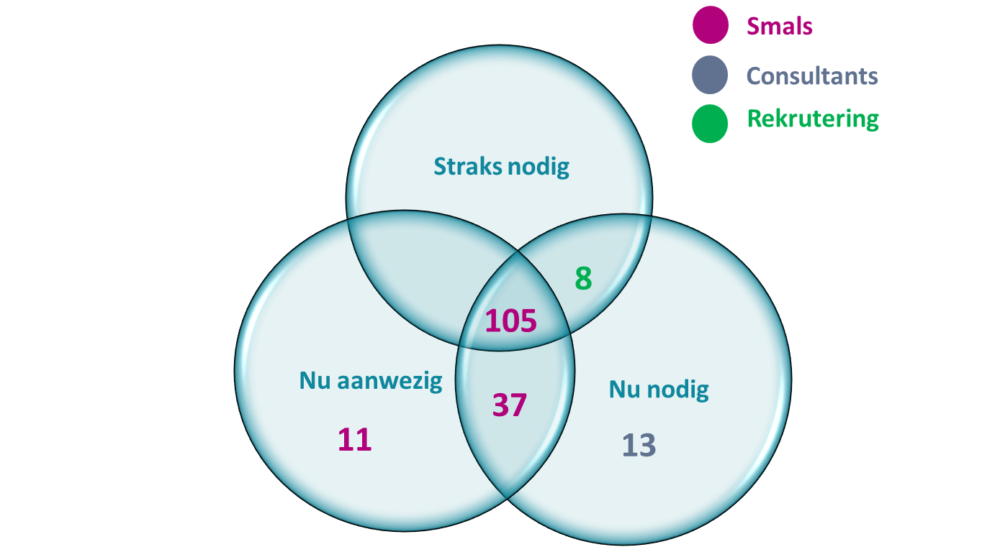 Smals
Consultants
Rekrutering
Straks nodig
8
105
Nu aanwezig
Nu nodig
37
11
13